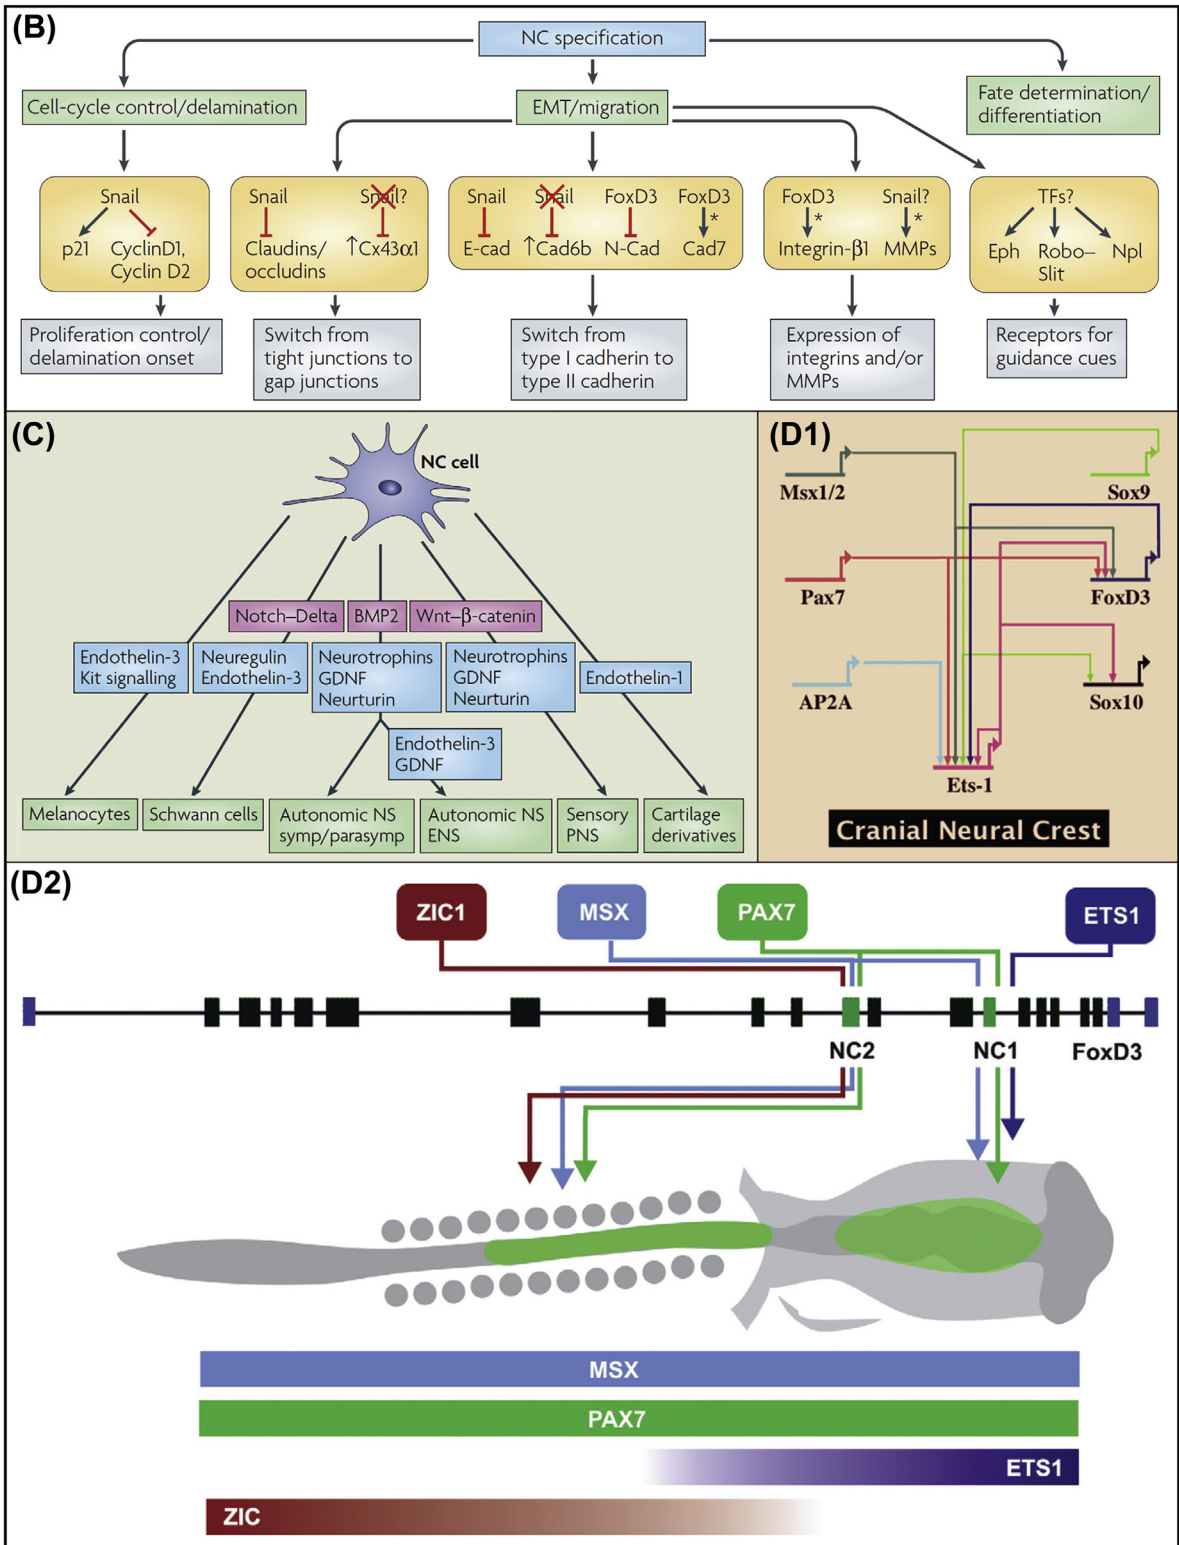 (B)
NC specification
Cell-cycle control/delamination
EMT/migration
Fate determination/
differentiation
Snail
p21
CyclinD1,
Cyclin D2
Snail
Snail?
Claudins/
occludins
↑Cx43α1
Snail
Snail
FoxD3
FoxD3
*
E-cad
↑Cad6b
N-Cad
Cad7
FoxD3
Snail?
*
*
Integrin-β1
MMPs
TFs?
Eph
Robo–
Slit
Npl
Proliferation control/
delamination onset
Switch from
tight junctions to
gap junctions
Switch from
type I cadherin to
type II cadherin
Expression of
integrins and/or
MMPs
Receptors for
guidance cues
(C)
NC cell
Notch–Delta
BMP2
Wnt–β-catenin
Endothelin-3
Kit signalling
Neuregulin
Endothelin-3
Neurotrophins
GDNF
Neurturin
Neurotrophins
GDNF
Neurturin
Endothelin-1
Endothelin-3
GDNF
Melanocytes
Schwann cells
Autonomic NS
symp/parasymp
Autonomic NS
ENS
Sensory
PNS
Cartilage
derivatives
(D1)
Msx1/2
Sox9
Pax7
FoxD3
AP2A
Sox10
Ets-1
Cranial Neural Crest
(D2)
ZIC1
MSX
PAX7
ETS1
NC2
NC1
FoxD3
MSX
PAX7
ETS1
ZIC